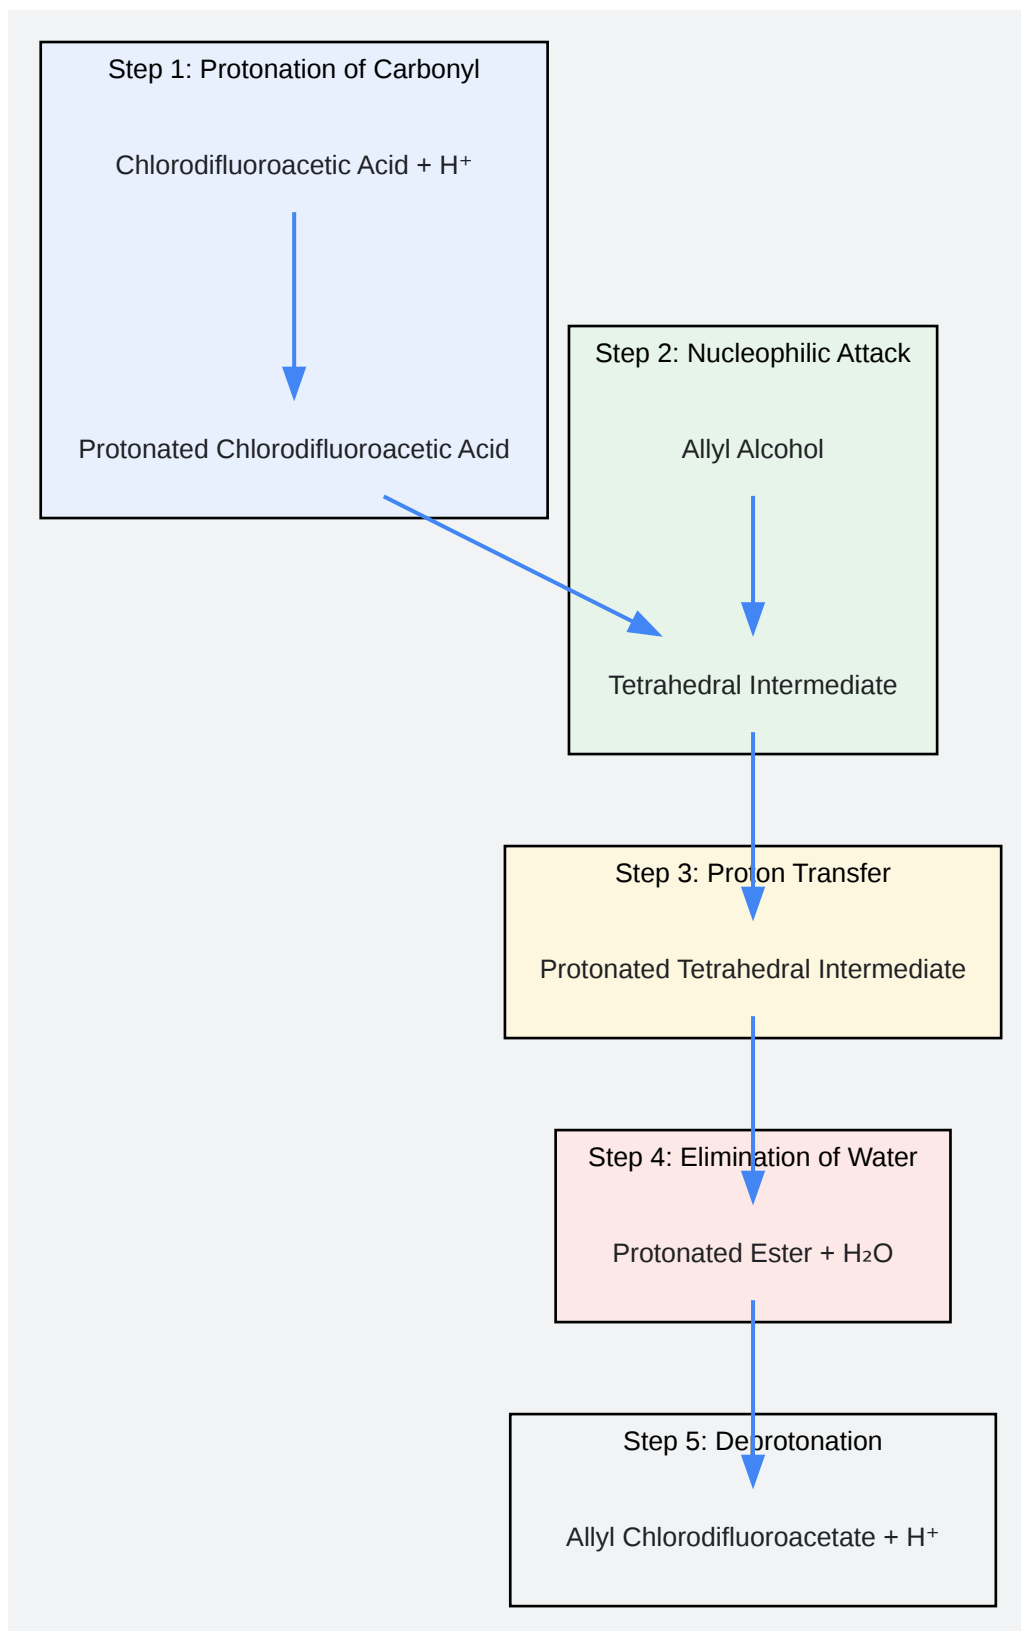 Step 1: Protonation of Carbonyl
Chlorodifluoroacetic Acid + H⁺
Protonated Chlorodifluoroacetic Acid
Step 2: Nucleophilic Attack
Allyl Alcohol
Tetrahedral Intermediate
Step 3: Proton Transfer
Protonated Tetrahedral Intermediate
Step 4: Elimination of Water
Protonated Ester + H₂O
Step 5: Deprotonation
Allyl Chlorodifluoroacetate + H⁺